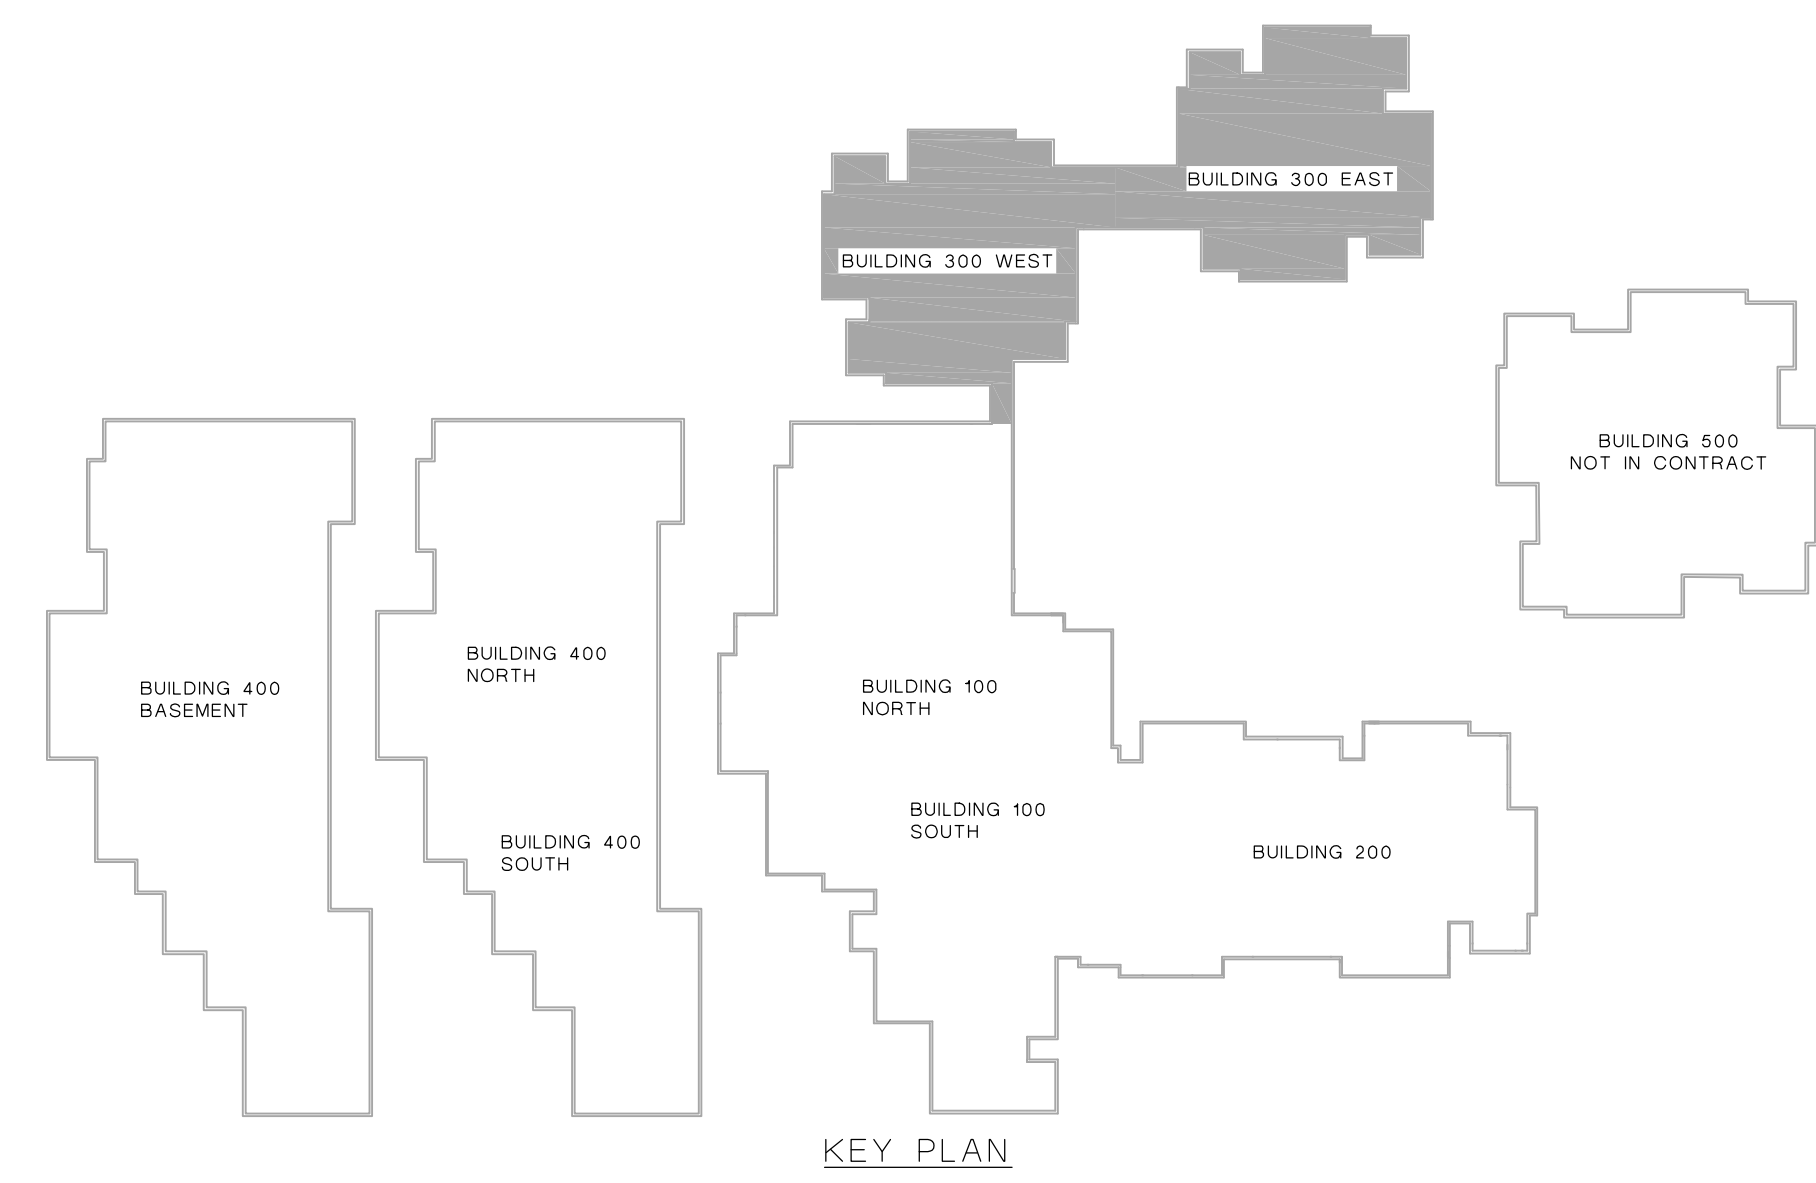 BUILDING 300 EAST
BUILDING 300 WEST
BUILDING 500
NOT IN CONTRACT
BUILDING 400
NORTH
BUILDING 400
BASEMENT
BUILDING 100
NORTH
BUILDING 100
SOUTH
BUILDING 400
SOUTH
BUILDING 200
KEY PLAN